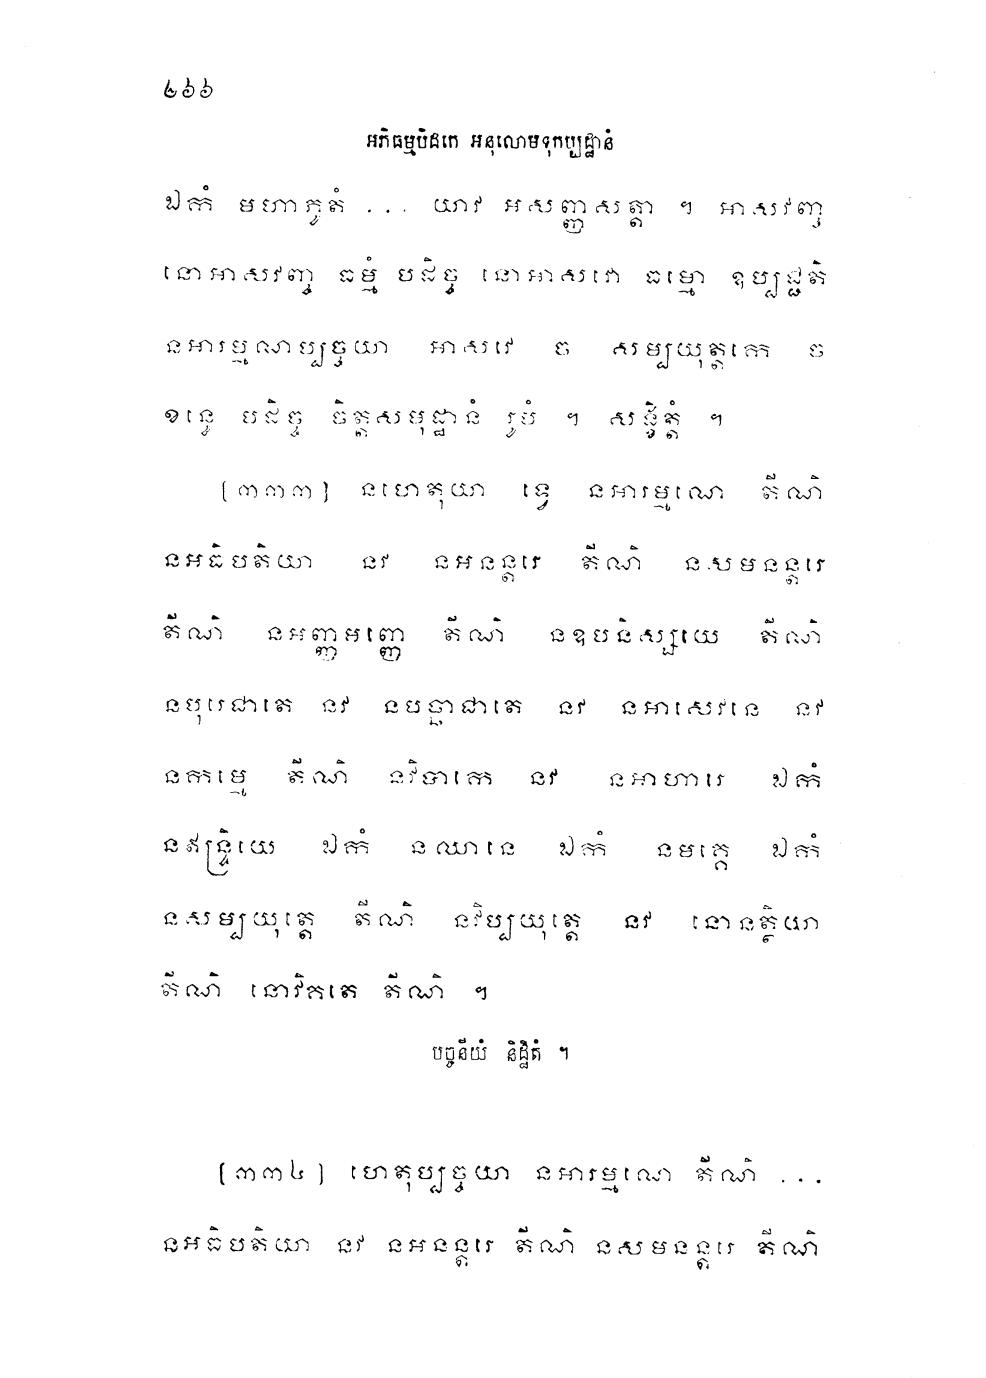 ៤៦៦
អភិធម្មបិដកេ អនុលោមទុកប្បដ្ឋានំ
ឯកំ មហាភូតំ ... យាវ អសញ្ញសត្តា ។ អាសវញ្ច
នោអាសវញ្ច ធម្មំ បដិច្ច នោអាសវោ ធម្មោ ឧប្បជ្ជតិ
នអារម្មណប្បច្ចយា អាសវេ ច សម្បយុត្តកេ ច
ខន្ធេ បដិច្ច ចិត្តសមុដ្ឋានំ រូបំ ។ សង្ខិត្តំ ។
[៣៣៣] នហេតុយា ទ្វេ នអារម្មណេ តីណិ
នអធិបតិយា នវ នអនន្តរេ តីណិ នសមនន្តរេ
តីណិ នអញ្ញមញ្ញេ តីណិ នឧបនិស្សយេ តីណិ
នបុរេជាតេ នវ នបច្ឆាជាតេ នវ នអាសេវនេ នវ
នកម្មេ តីណិ នវិបាកេ នវ នអាហារេ ឯកំ
នឥន្ទ្រិយេ ឯកំ នឈានេ ឯកំ នមគ្គេ ឯកំ
នសម្បយុត្តេ តីណិ នវិប្បយុត្តេ នវ នោនត្ថិយា
តីណិ នោវិគតេ តីណិ ។
បច្ចនីយំ និដ្ឋិតំ ។
[៣៣៤] ហេតុប្បច្ចយា នអារម្មណេ តីណិ ...
នអធិបតិយា នវ នអនន្តរេ តីណិ នសមនន្តរេ តីណិ